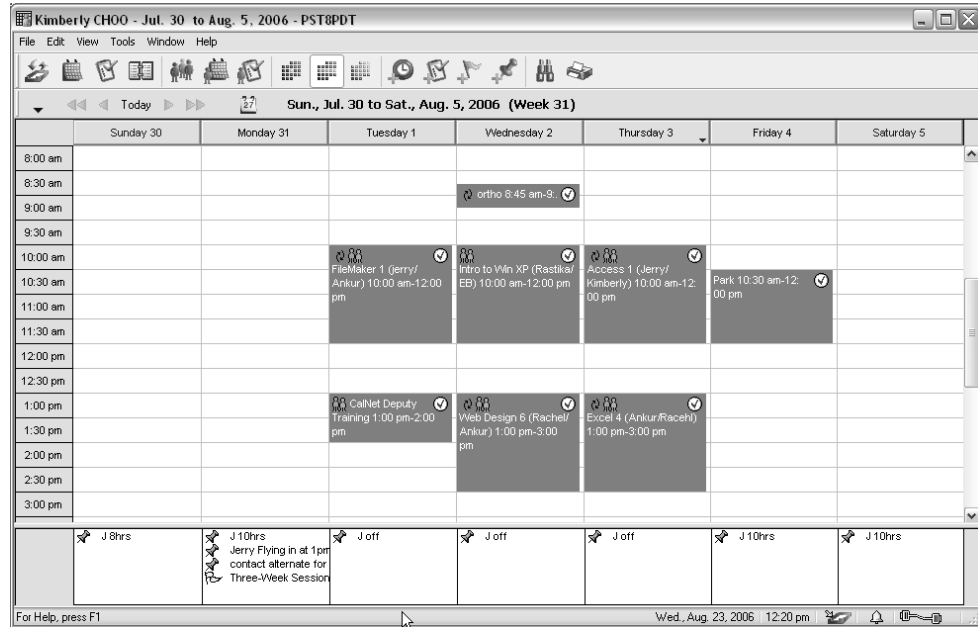 Kimberly CHOO - Jul. 30 to Aug. 5, 2006 - PST8PDT
File Edit View Tools Window Help
Today 27 Sun., Jul. 30 to Sat., Aug. 5, 2006 (Week 31)
Sunday 30 Monday 31 Tuesday 1 Wednesday 2 Thursday 3 Friday 4 Saturday 5
8:00 am
8:30 am
ortho 8:45 am-9:.
9:00 am
9:30 am
10:00 am
FileMaker 1 (jerry/
Ankur) 10:00 am-12:00
pm
Intro to Win XP (Rastika/
EB) 10:00 am-12:00 pm
Access 1 (Jerry/
Kimberly) 10:00 am-12:
00 pm
10:30 am
Park 10:30 am-12:
00 pm
11:00 am
11:30 am
12:00 pm
12:30 pm
1:00 pm
CalNet Deputy
Training 1:00 pm-2:00
pm
Web Design 6 (Rachel/
Ankur) 1:00 pm-3:00
pm
Excel 4 (Ankur/Racehl)
1:00 pm-3:00 pm
1:30 pm
2:00 pm
2:30 pm
3:00 pm
J 8hrs
J 10hrs
Jerry Flying in at 1pm
contact alternate for
Three-Week Session
J off
J off
J off
J 10hrs
J 10hrs
For Help, press F1
Wed., Aug. 23, 2006 12:20 pm